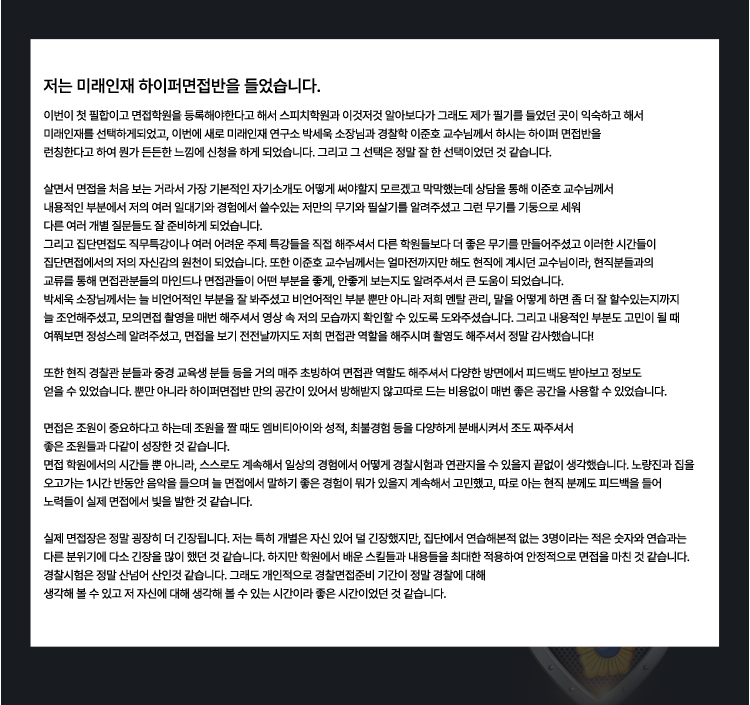 저는 미래인재 하이퍼면접반을 들었습니다.
이번이 첫 필합이고 면접학원을 등록해야한다고 해서 스피치학원과 이것저것 알아보다가 그래도 제가 필기를 들었던 곳이 익숙하고 해서
미래인재를 선택하게되었고, 이번에 새로 미래인재 연구소 박세욱 소장님과 경찰학 이준호 교수님께서 하시는 하이퍼 면접반을
런칭한다고 하여 뭔가 든든한 느낌에 신청을 하게 되었습니다. 그리고 그 선택은 정말 잘 한 선택이었던 것 같습니다.
살면서 면접을 처음 보는 거라서 가장 기본적인 자기소개도 어떻게 써야할지 모르겠고 막막했는데 상담을 통해 이준호 교수님께서
내용적인 부분에서 저의 여러 일대기와 경험에서 쓸수있는 저만의 무기와 필살기를 알려주셨고 그런 무기를 기둥으로 세워
다른 여러 개별 질문들도 잘 준비하게 되었습니다.
그리고 집단면접도 직무특강이나 여러 어려운 주제 특강들을 직접 해주셔서 다른 학원들보다 더 좋은 무기를 만들어주셨고 이러한 시간들이
집단면접에서의 저의 자신감의 원천이 되었습니다. 또한 이준호 교수님께서는 얼마전까지만 해도 현직에 계시던 교수님이라, 현직분들과의
교류를 통해 면접관분들의 마인드나 면접관들이 어떤 부분을 좋게, 안좋게 보는지도 알려주셔서 큰 도움이 되었습니다.
박세욱 소장님께서는 늘 비언어적인 부분을 잘 봐주셨고 비언어적인 부분 뿐만 아니라 저희 멘탈 관리, 말을 어떻게 하면 좀 더 잘 할수있는지까지
늘 조언해주셨고, 모의면접 촬영을 매번 해주셔서 영상 속 저의 모습까지 확인할 수 있도록 도와주셨습니다. 그리고 내용적인 부분도 고민이 될 때
여쭤보면 정성스레 알려주셨고, 면접을 보기 전전날까지도 저희 면접관 역할을 해주시며 촬영도 해주셔서 정말 감사했습니다!
또한 현직 경찰관 분들과 중경 교육생 분들 등을 거의 매주 초빙하여 면접관 역할도 해주셔서 다양한 방면에서 피드백도 받아보고 정보도
얻을 수 있었습니다. 뿐만 아니라 하이퍼면접반 만의 공간이 있어서 방해받지 않고따로 드는 비용없이 매번 좋은 공간을 사용할 수 있었습니다.
면접은 조원이 중요하다고 하는데 조원을 짤 때도 엠비티아이와 성적, 최불경험 등을 다양하게 분배시켜서 조도 짜주셔서
좋은 조원들과 다같이 성장한 것 같습니다.
면접 학원에서의 시간들 뿐 아니라, 스스로도 계속해서 일상의 경험에서 어떻게 경찰시험과 연관지을 수 있을지 끝없이 생각했습니다. 노량진과 집을
오고가는 1시간 반동안 음악을 들으며 늘 면접에서 말하기 좋은 경험이 뭐가 있을지 계속해서 고민했고, 따로 아는 현직 분께도 피드백을 들어
노력들이 실제 면접에서 빛을 발한 것 같습니다.
실제 면접장은 정말 굉장히 더 긴장됩니다. 저는 특히 개별은 자신 있어 덜 긴장했지만, 집단에서 연습해본적 없는 3명이라는 적은 숫자와 연습과는
다른 분위기에 다소 긴장을 많이 했던 것 같습니다. 하지만 학원에서 배운 스킬들과 내용들을 최대한 적용하여 안정적으로 면접을 마친 것 같습니다.
경찰시험은 정말 산넘어 산인것 같습니다. 그래도 개인적으로 경찰면접준비 기간이 정말 경찰에 대해
생각해 볼 수 있고 저 자신에 대해 생각해 볼 수 있는 시간이라 좋은 시간이었던 것 같습니다.